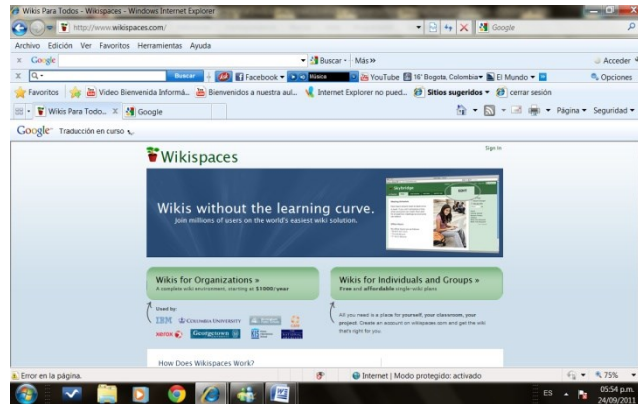 Wikis Para Todos - Wikispaces - Windows Internet Explorer
http://www.wikispaces.com/
Google
Archivo Edición Ver Favoritos Herramientas Ayuda
x Google Buscar Más» Acceder
x Buscar Facebook YouTube 16° Bogota, Colombia El Mundo Opciones
Favoritos Video Bienvenida Informá... Bienvenidos a nuestra aul... Internet Explorer no pued... Sitios sugeridos cerrar sesión
Wikis Para Todo... x Google Página Seguridad
Google Traducción en curso
Sign In
Wikispaces
Wikis without the learning curve.
Join millions of users on the world's easiest wiki solution.
Wikis for Organizations »
A complete wiki environment, starting at $1000/year
Wikis for Individuals and Groups »
Free and affordable single-wiki plans
Used by:
IBM COLUMBIA UNIVERSITY
XEROX GEORGETOWN
All you need is a place for yourself, your classroom, your
project. Create an account on wikispaces.com and get the wiki
that's right for you.
How Does Wikispaces Work?
Error en la página. Internet | Modo protegido: activado 75%
ES 05:54 p.m.
24/09/2011